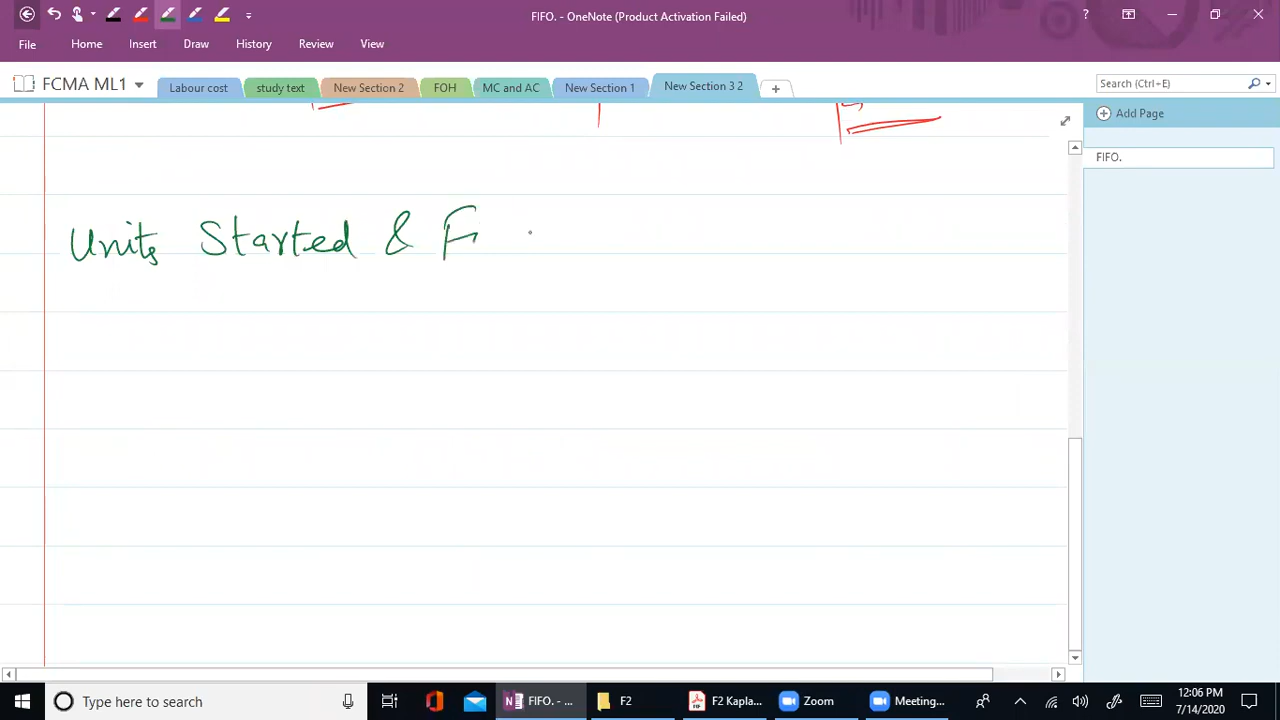 FIFO. - OneNote (Product Activation Failed)
File Home Insert Draw History Review View
FCMA ML1 Labour cost study text New Section 2 FOH MC and AC New Section 1 New Section 3 2 Search (Ctrl+E)
Add Page
FIFO.
Units Started & F
Type here to search FIFO. - ... F2 F2 Kapla... Zoom Meeting... 12:06 PM
7/14/2020